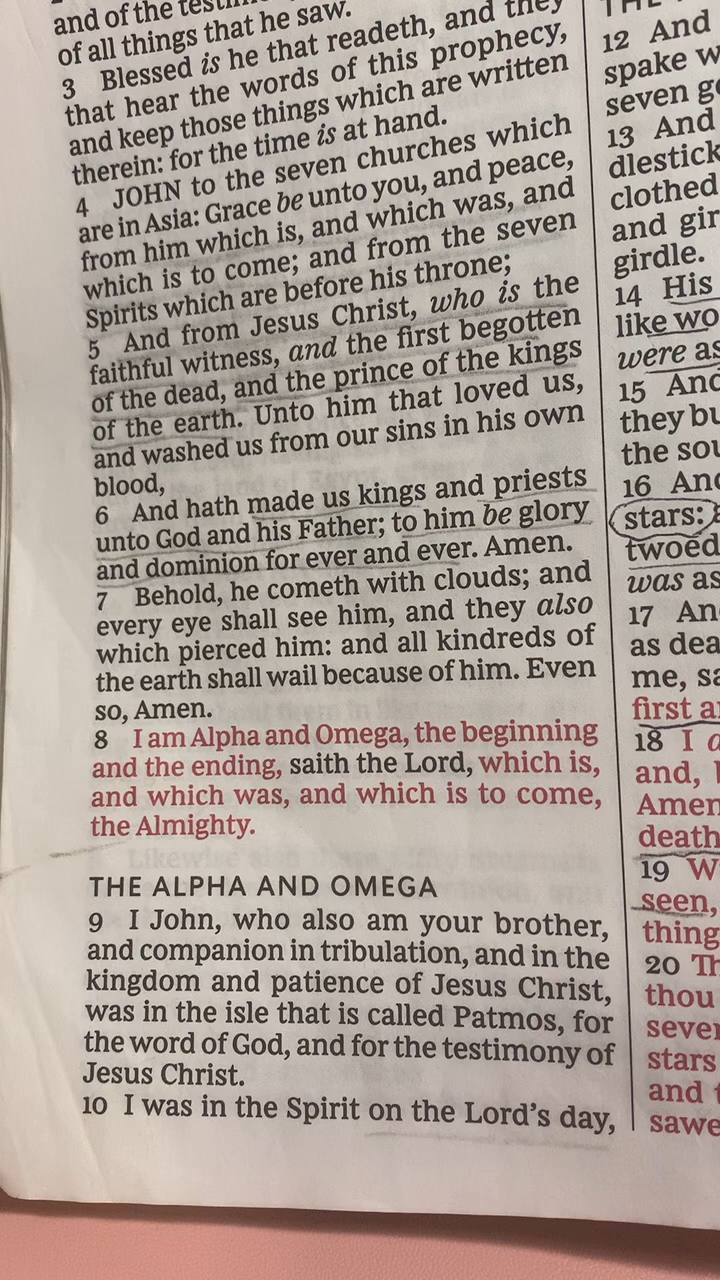 and of the
of all things that he saw.
3 Blessed is he that readeth, and they
that hear the words of this prophecy,
and keep those things which are written
therein: for the time is at hand.
4 JOHN to the seven churches which
are in Asia: Grace be unto you, and peace,
from him which is, and which was, and
which is to come; and from the seven
Spirits which are before his throne;
5 And from Jesus Christ, who is the
faithful witness, and the first begotten
of the dead, and the prince of the kings
of the earth. Unto him that loved us,
and washed us from our sins in his own
blood,
6 And hath made us kings and priests
unto God and his Father; to him be glory
and dominion for ever and ever. Amen.
7 Behold, he cometh with clouds; and
every eye shall see him, and they also
which pierced him: and all kindreds of
the earth shall wail because of him. Even
so, Amen.
8 I am Alpha and Omega, the beginning
and the ending, saith the Lord, which is,
and which was, and which is to come,
the Almighty.
THE ALPHA AND OMEGA
9 I John, who also am your brother,
and companion in tribulation, and in the
kingdom and patience of Jesus Christ,
was in the isle that is called Patmos, for
the word of God, and for the testimony of
Jesus Christ.
10 I was in the Spirit on the Lord's day,
12 And
spake
seven
13 And
dlestick
clothed
and gir
girdle.
14 His
like wo
were as
15 And
they bu
the sou
16 And
stars:
twoed
was as
17 An
as dea
me, sa
first a
18 I
and,
Amen
death
19 W
seen,
thing
20 Th
thou
seve
stars
and
sawe